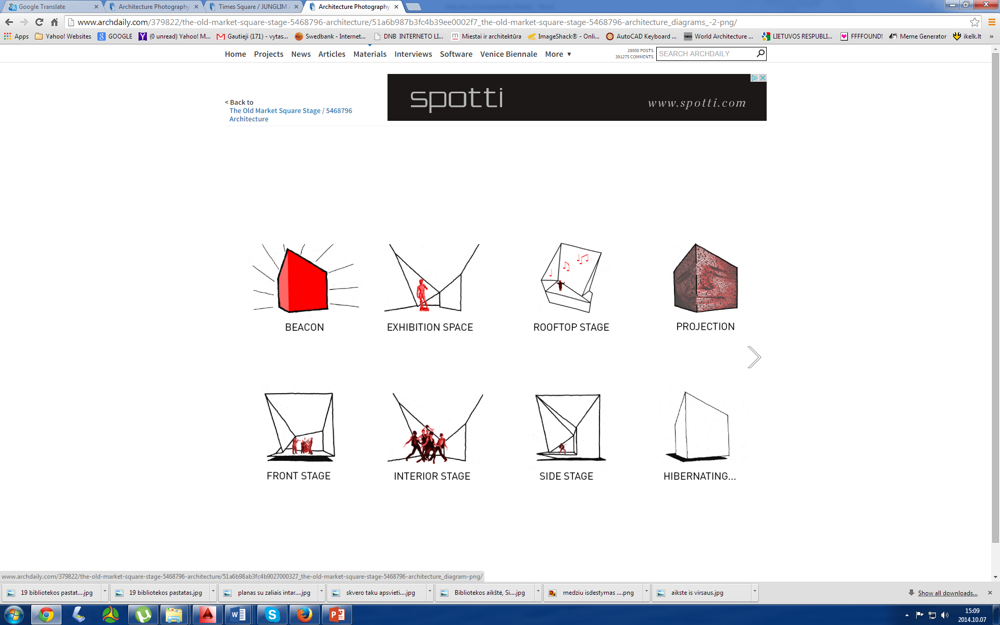 Google Translate
Architecture Photography
Times Square / JUNGLIM
Architecture Photography
www.archdaily.com/379822/the-old-market-square-stage-5468796-architecture/51a6b987b3fc4b39ee0002f7_the-old-market-square-stage-5468796-architecture_diagrams_-2-png/
Apps Yahoo! Websites GOOGLE (0 unread) Yahoo! M... Gautieji (171) - vytas... Swedbank - Internet... DNB INTERNETO LI... Miestai ir architektūra ImageShack® - Onli... AutoCAD Keyboard ... World Architecture ... LIETUVOS RESPUBLI... FFFFOUND! Meme Generator ikelk.lt »
Home Projects News Articles Materials Interviews Software Venice Biennale More ▼
28959 POSTS
391275 COMMENTS
SEARCH ARCHDAILY
spotti
www.spotti.com
< Back to
The Old Market Square Stage / 5468796
Architecture
BEACON
EXHIBITION SPACE
ROOFTOP STAGE
PROJECTION
FRONT STAGE
INTERIOR STAGE
SIDE STAGE
HIBERNATING...
www.archdaily.com/379822/the-old-market-square-stage-5468796-architecture/51a6b98ab3fc4b9027000327_the-old-market-square-stage-5468796-architecture_diagram-png/
19 bibliotekos pastat....jpg
19 bibliotekos pastatas.jpg
planas su zaliais intar....jpg
skvero taku apsvieti....jpg
Bibliotekos aikštė, Si....jpg
medziu isdestymas ....png
aikste is virsaus.jpg
Show all downloads...
15:09
2014.10.07